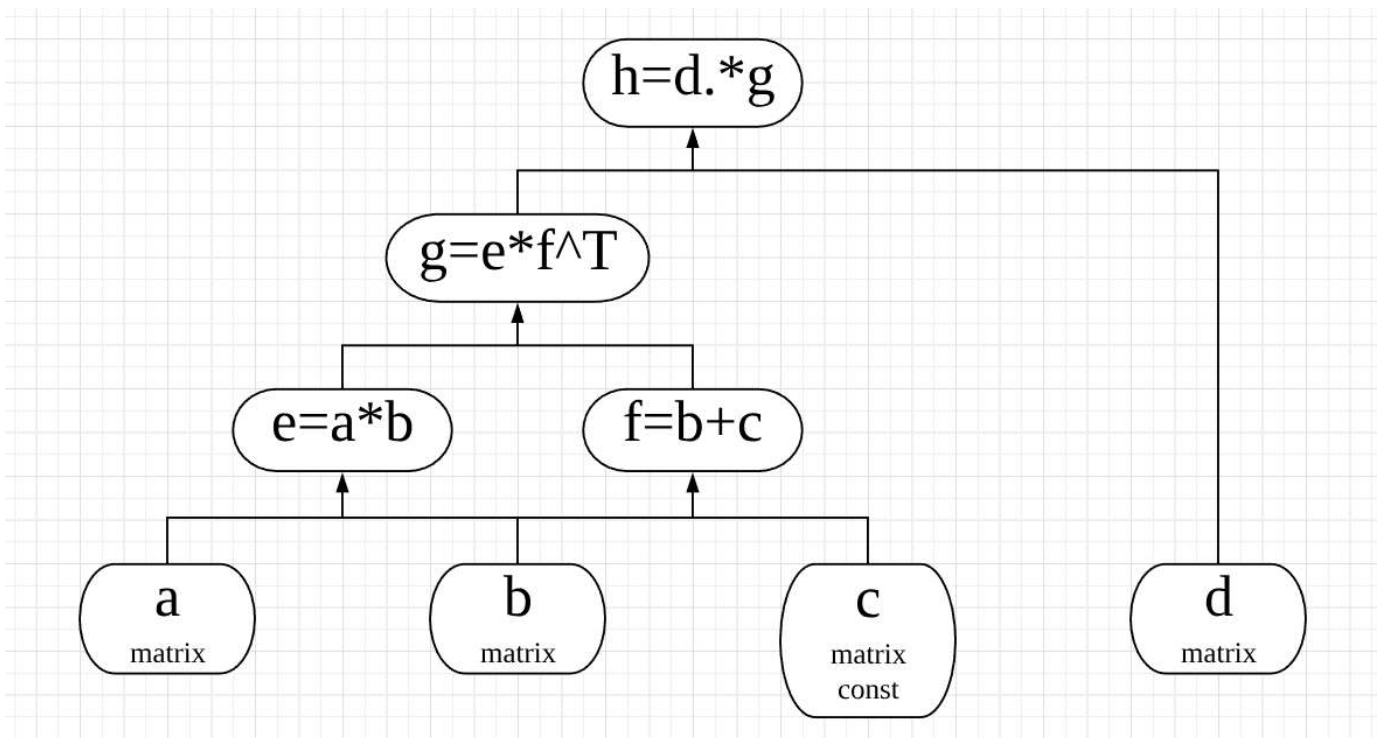 h=d.*g
g=e*f^T
e=a*b
f=b+c
a
matrix
b
matrix
c
matrix
const
d
matrix